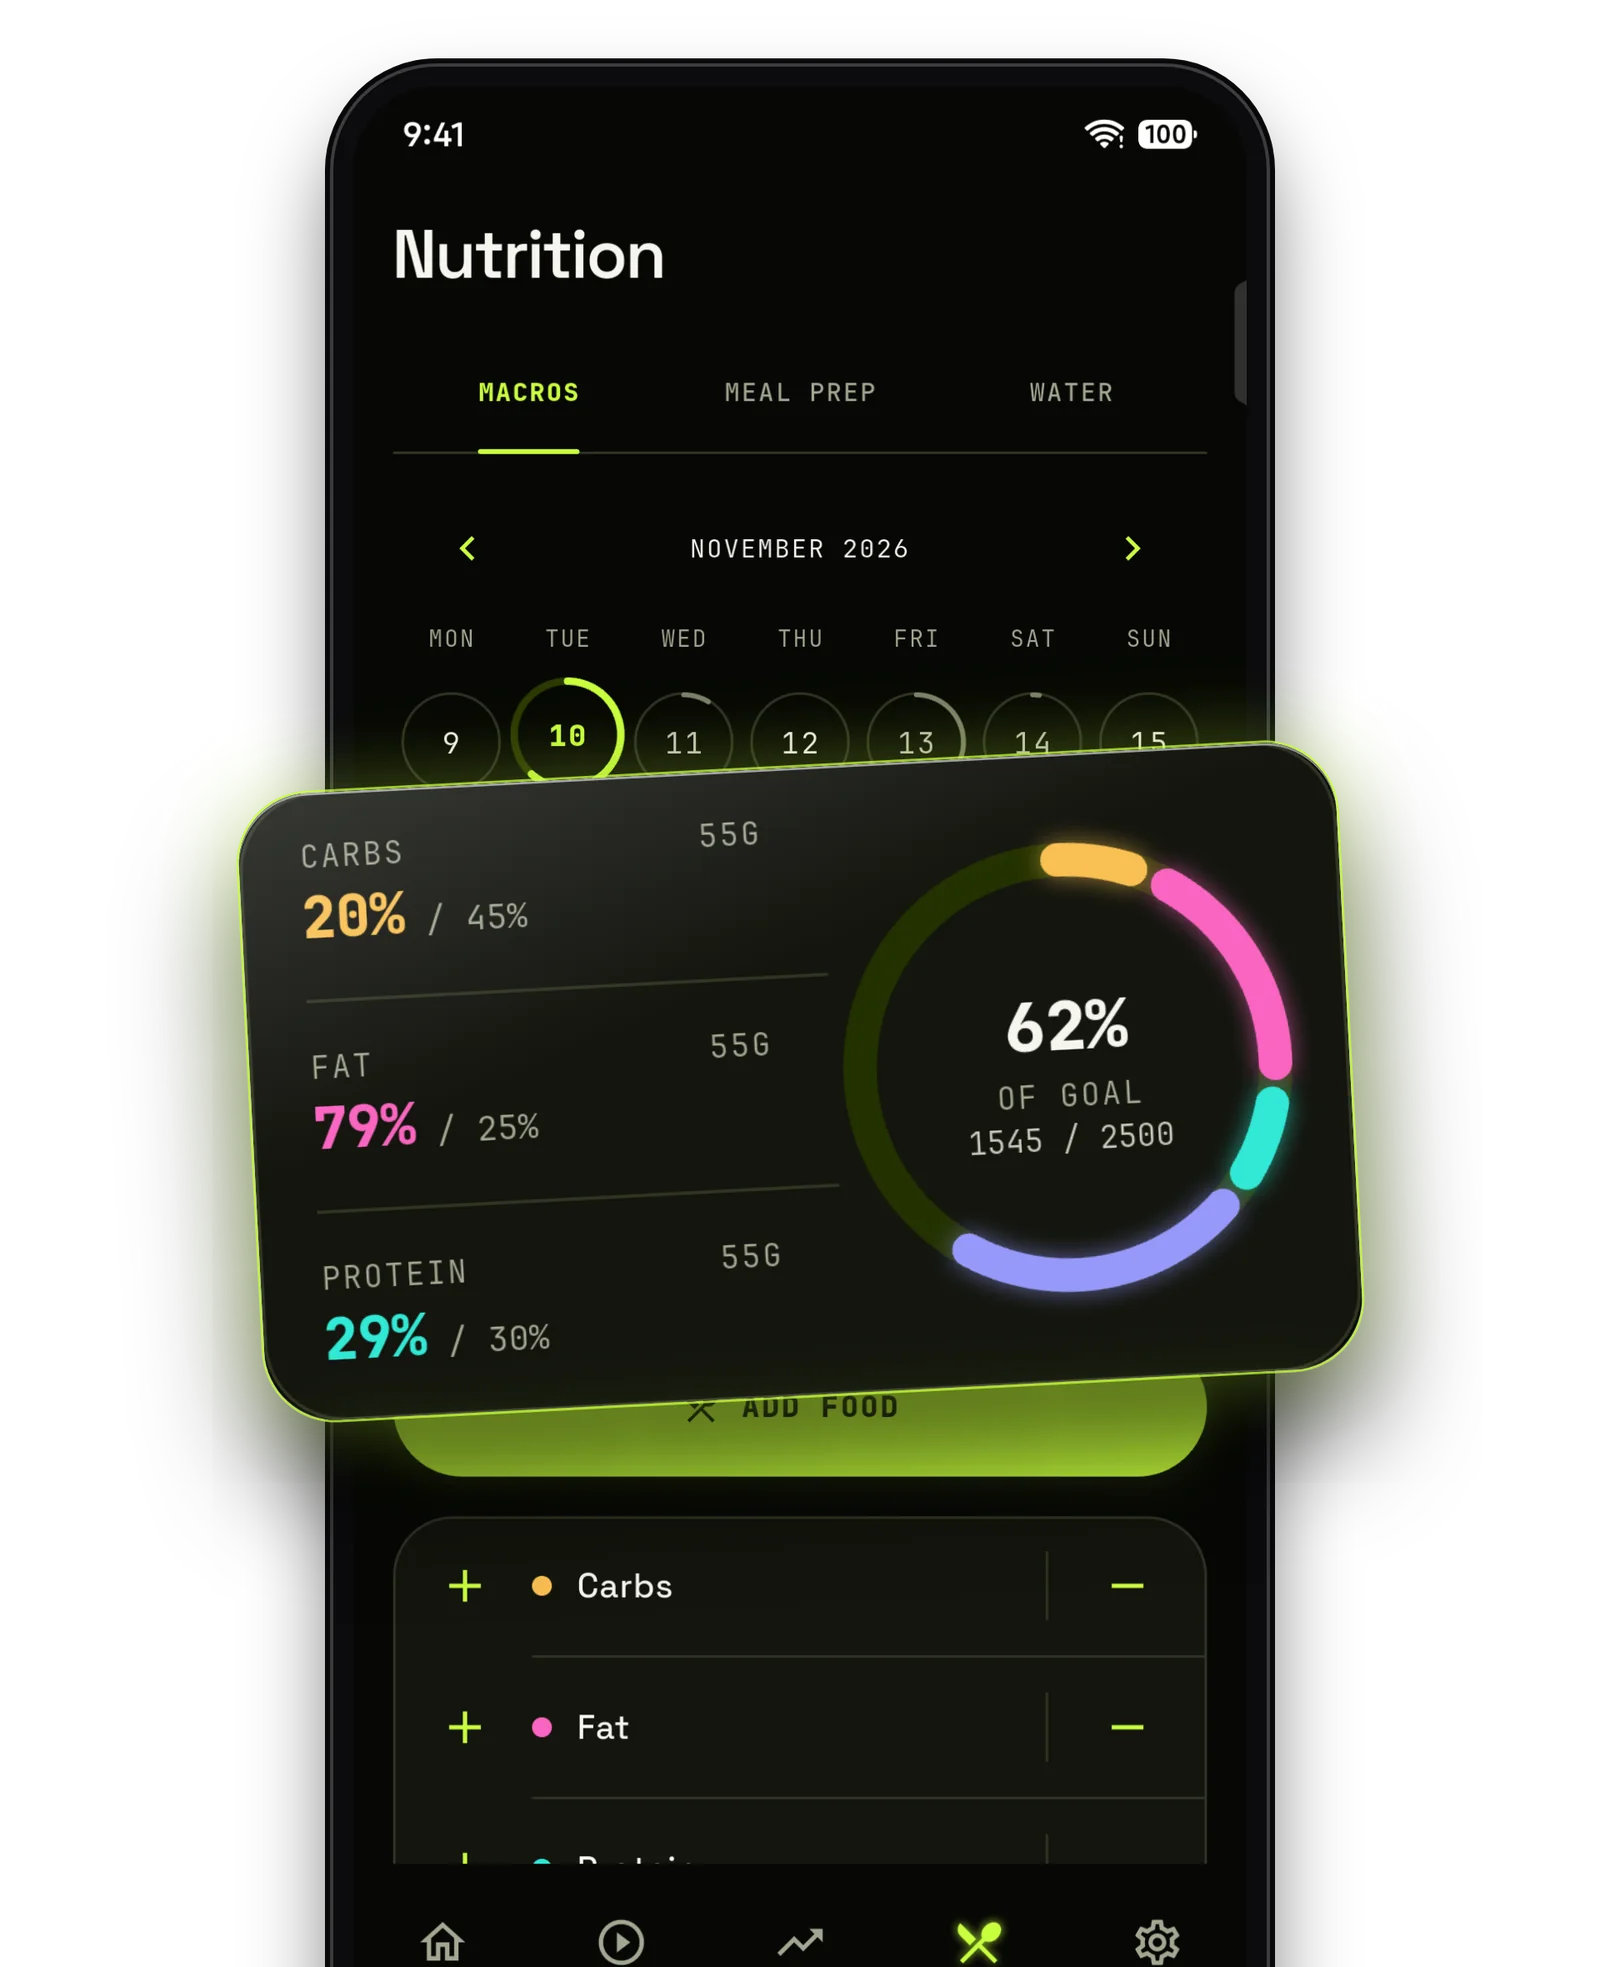 9:41
100
Nutrition
MACROS MEAL PREP WATER
NOVEMBER 2026
MON TUE WED THU FRI SAT SUN
9 10 11 12 13 14 15
CARBS 55G
20% / 45%
FAT 55G
79% / 25%
PROTEIN 55G
29% / 30%
62%
OF GOAL
1545 / 2500
ADD FOOD
Carbs
Fat
Protein